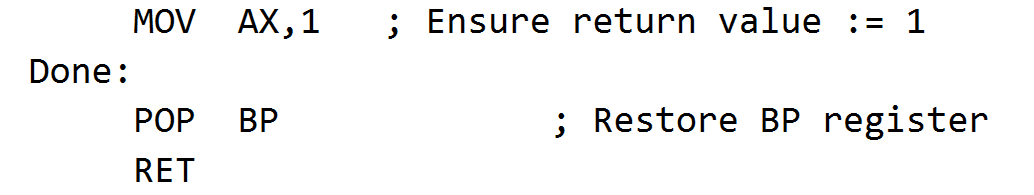 MOV AX,1 ; Ensure return value := 1
Done:
POP BP ; Restore BP register
RET